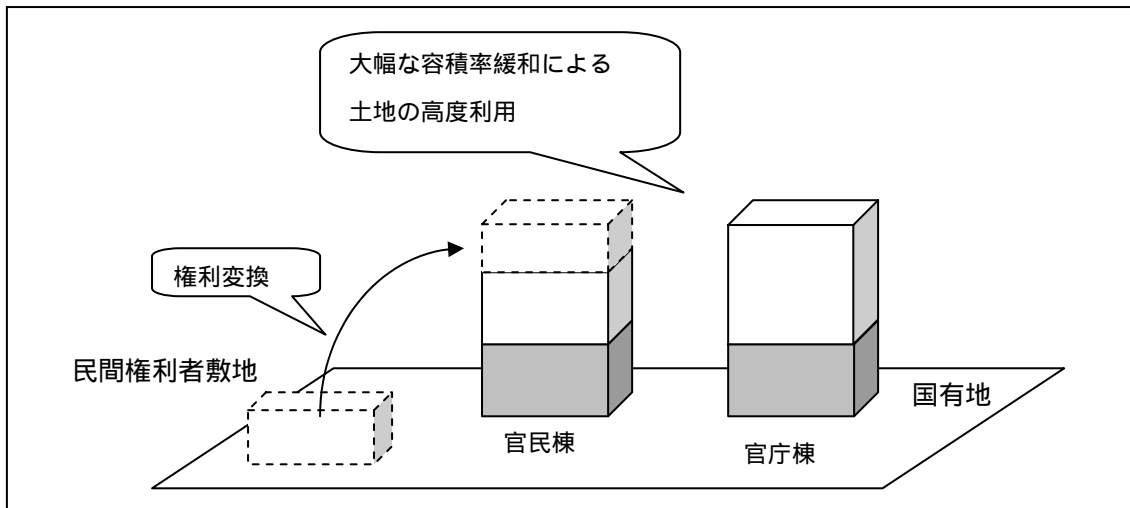 大幅な容積率緩和による
土地の高度利用
権利変換
民間権利者敷地
国有地
官民棟
官庁棟